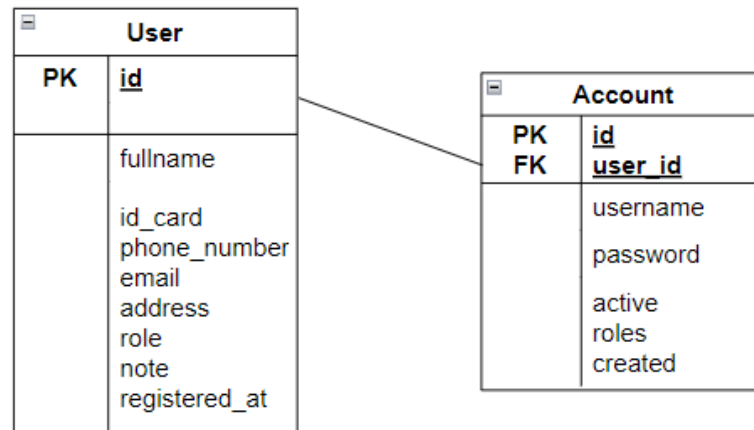 User
PK id
fullname
id_card
phone_number
email
address
role
note
registered_at
Account
PK id
FK user_id
username
password
active
roles
created